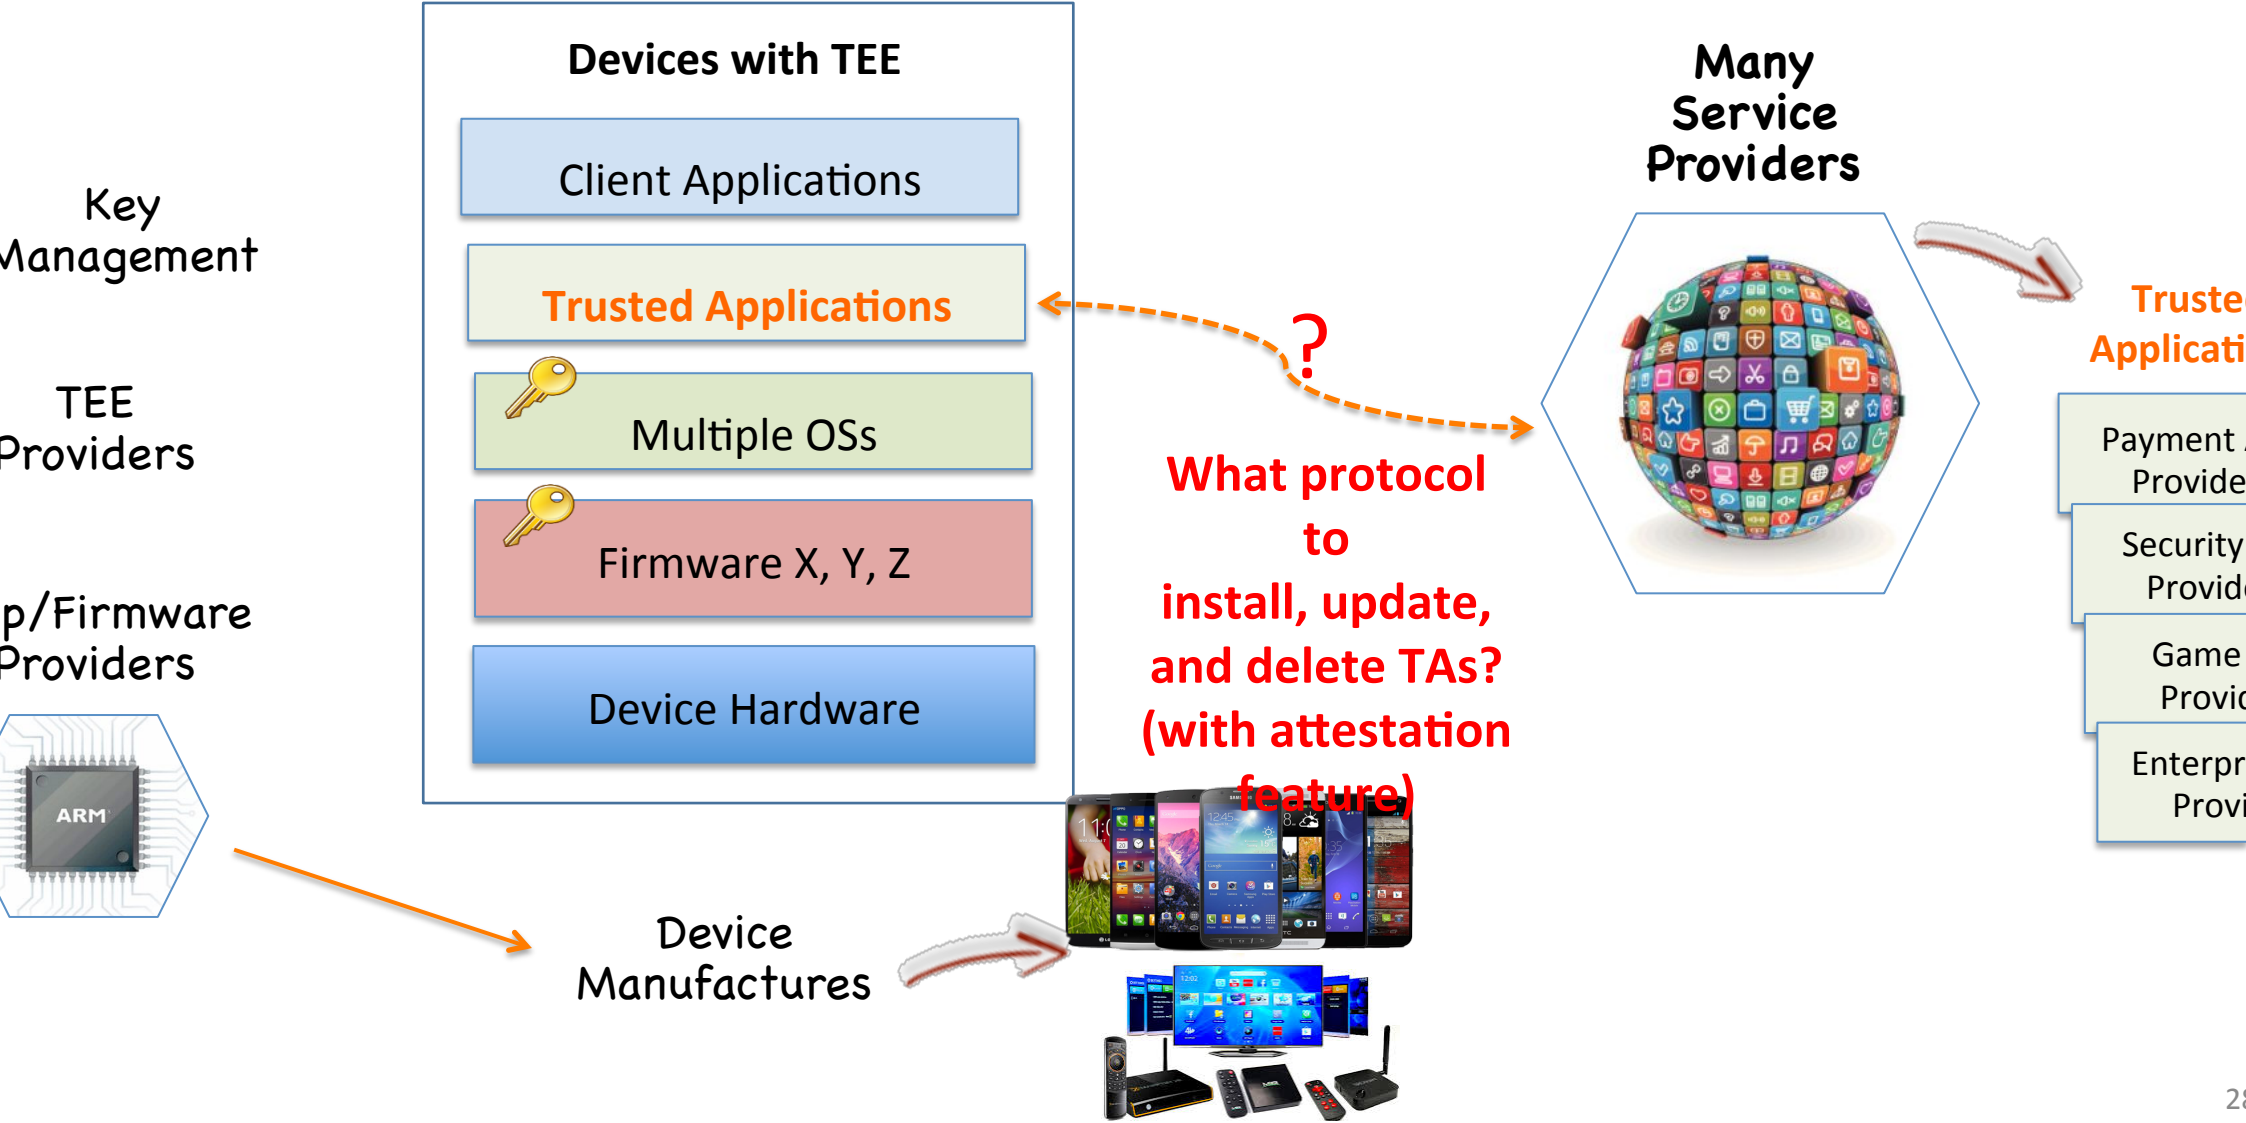 Devices with TEE
Client Applications
Trusted Applications
Multiple OSs
Firmware X, Y, Z
Device Hardware
Key
Management
TEE
Providers
p/Firmware
Providers
ARM
Device
Manufactures
?
What protocol
to
install, update,
and delete TAs?
(with attestation
feature)
Many
Service
Providers
Truste
Applicati
Payment
Provide
Security
Provid
Game
Provi
Enterpr
Provi
28